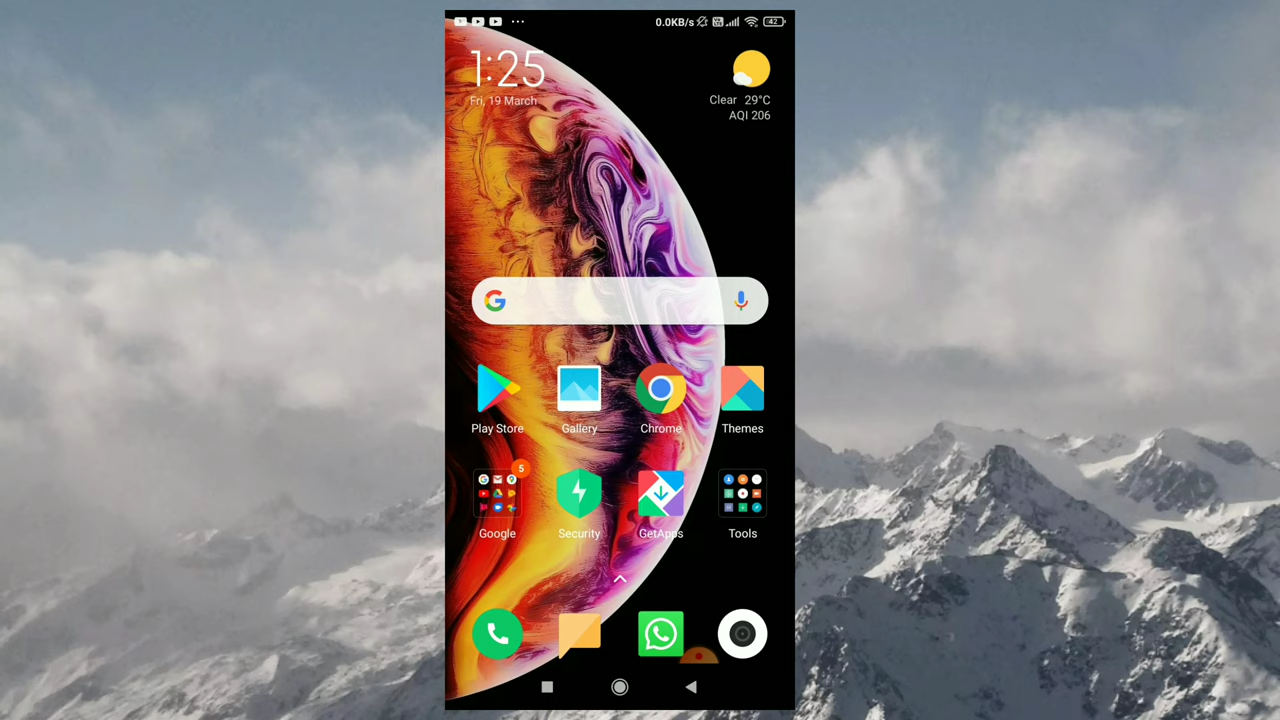 0.0KB/s 42
1:25
Fri, 19 March
Clear 29°C
AQI 206
Play Store Gallery Chrome Themes
5
Google Security GetApps Tools